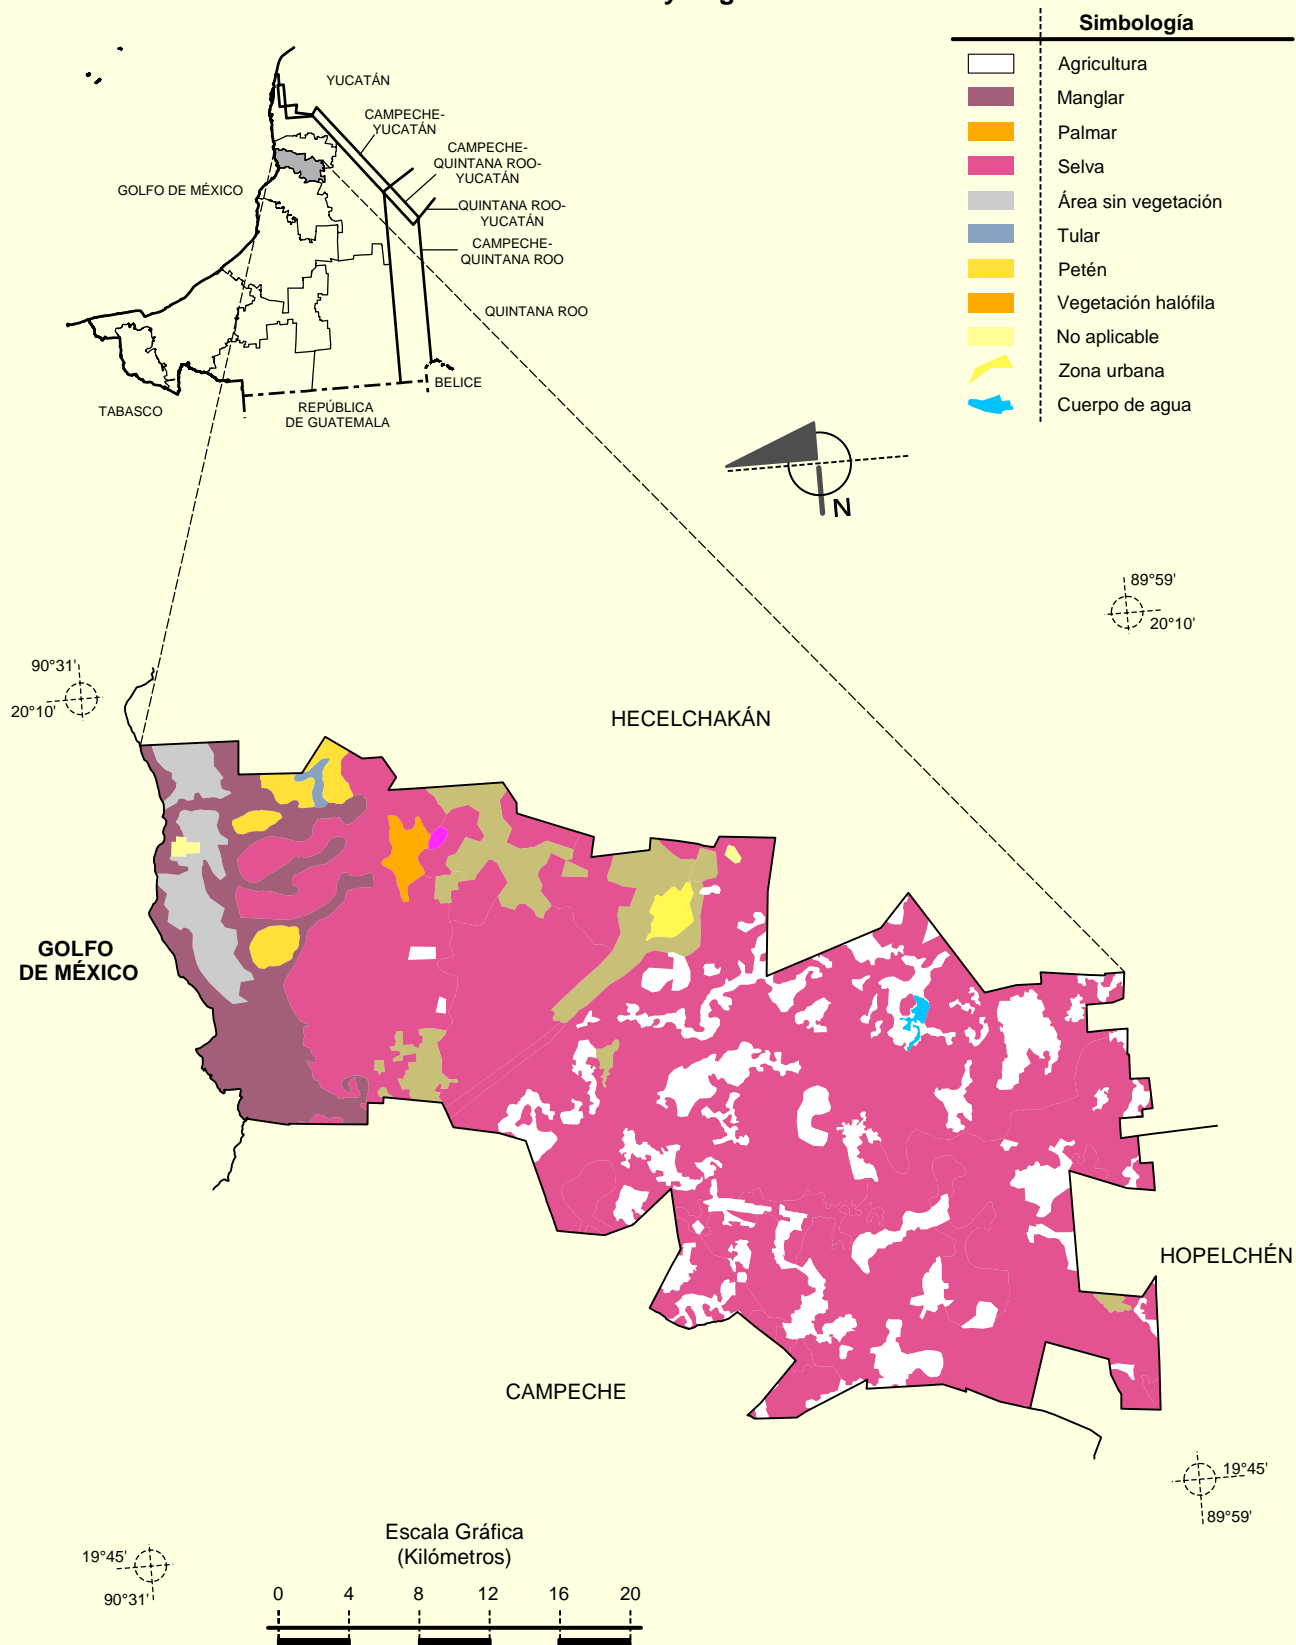 Simbología
Agricultura
Manglar
Palmar
Selva
Área sin vegetación
Tular
Petén
Vegetación halófila
No aplicable
Zona urbana
Cuerpo de agua
YUCATÁN
CAMPECHE-
YUCATÁN
CAMPECHE-
QUINTANA ROO-
YUCATÁN
GOLFO DE MÉXICO
QUINTANA ROO-
YUCATÁN
CAMPECHE-
QUINTANA ROO
QUINTANA ROO
BELICE
TABASCO
REPÚBLICA
DE GUATEMALA
N
89°59'
20°10'
90°31'
20°10'
HECELCHAKÁN
GOLFO
DE MÉXICO
HOPELCHÉN
CAMPECHE
19°45'
89°59'
19°45'
90°31'
Escala Gráfica
(Kilómetros)
0 4 8 12 16 20